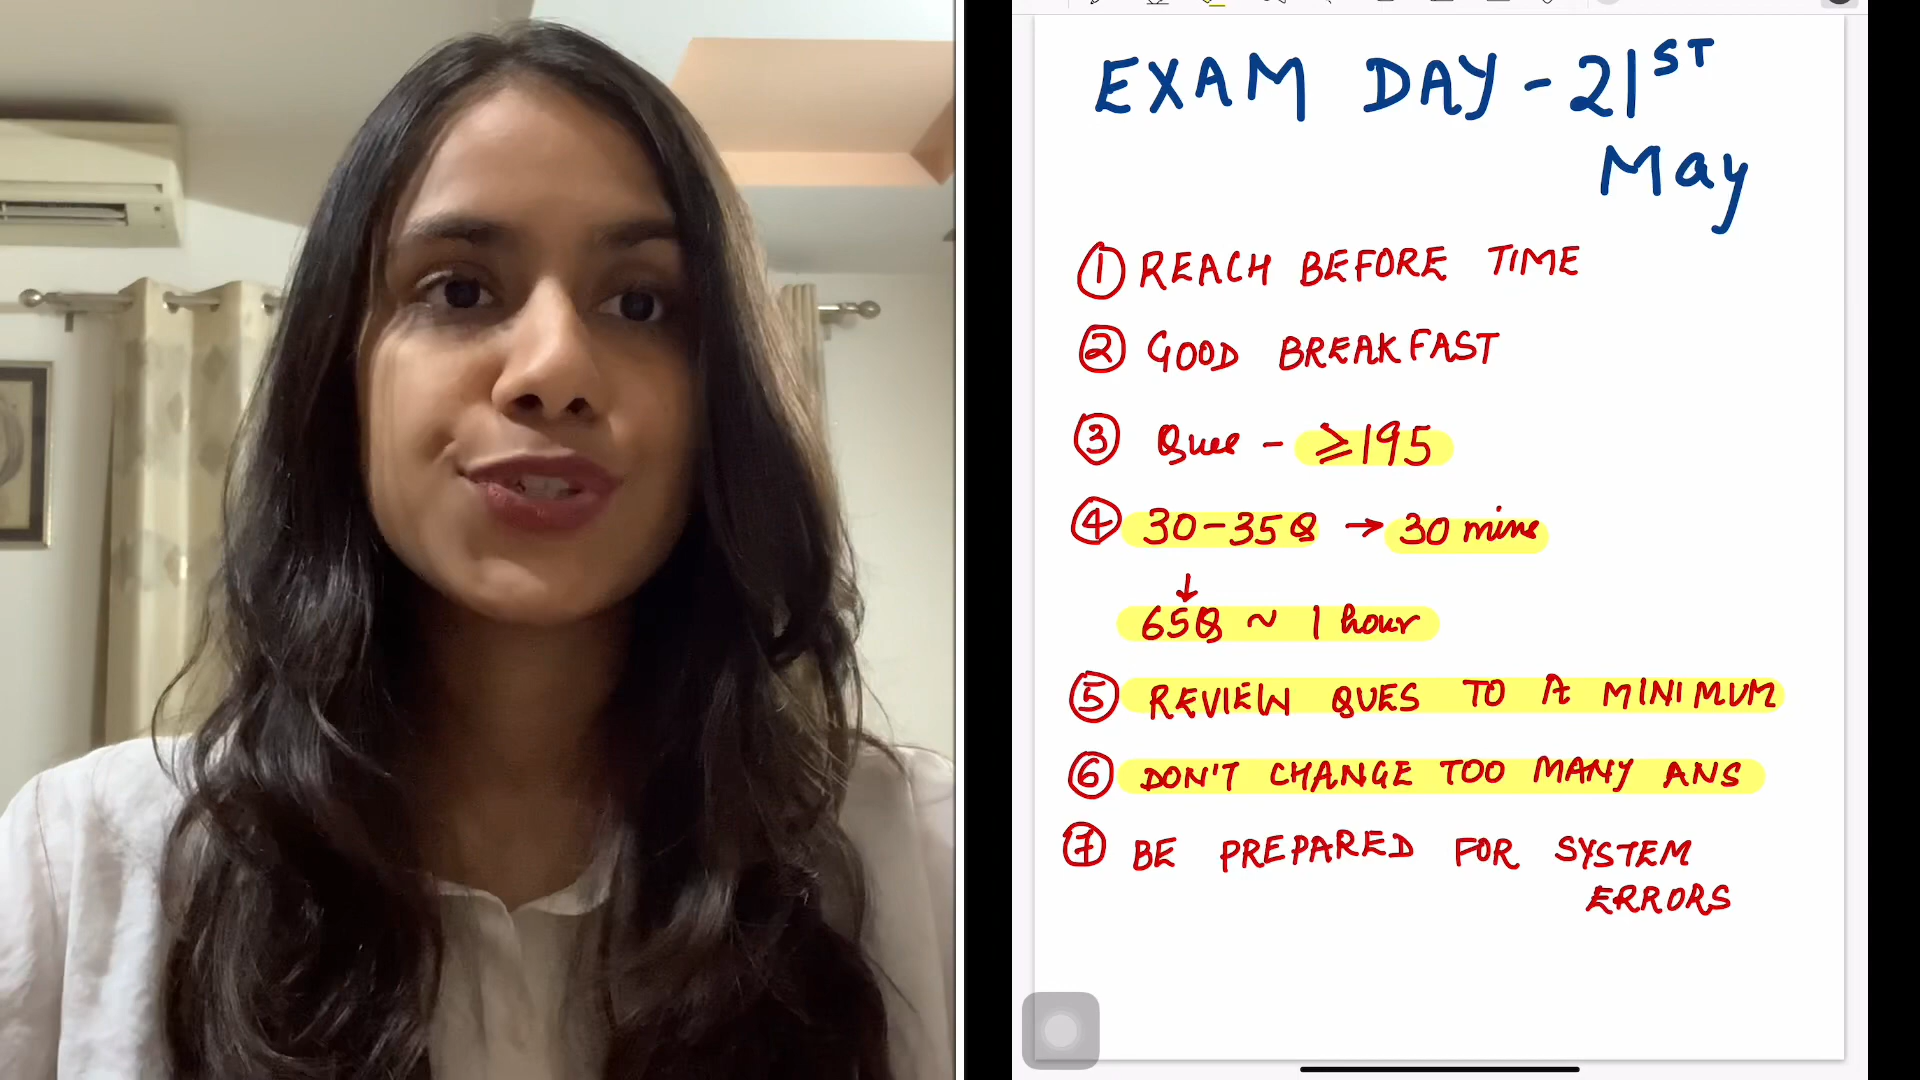 EXAM DAY - 21ST
May
① REACH BEFORE TIME
② GOOD BREAKFAST
③ Ques - ≥195
④ 30-35Q → 30 mins
↓
65Q ~ 1 hour
⑤ REVIEW QUES TO A MINIMUM
⑥ DON'T CHANGE TOO MANY ANS
⑦ BE PREPARED FOR SYSTEM
ERRORS